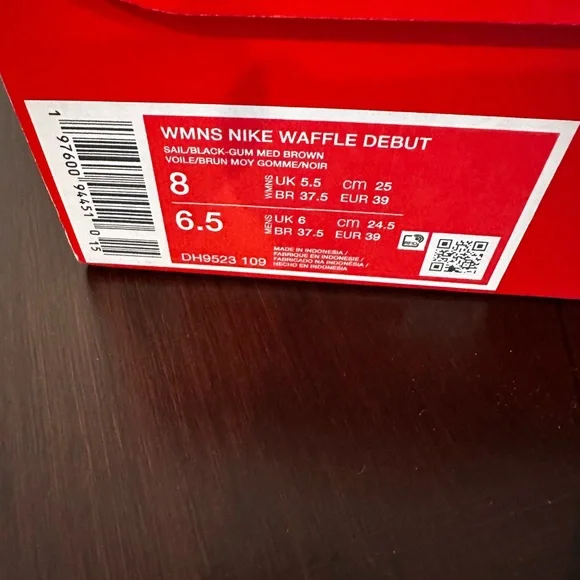 WMNS NIKE WAFFLE DEBUT
SAIL/BLACK-GUM MED BROWN
VOILE/BRUN MOY GOMME/NOIR
8 WMNS UK 5.5 cm 25
BR 37.5 EUR 39
6.5 MENS UK 6 cm 24.5
BR 37.5 EUR 39
DH9523 109
MADE IN INDONESIA /
FABRIQUE EN INDONESIE /
FABRICADO NA INDONÉSIA /
HECHO EN INDONESIA
1 97600 94451 0 15